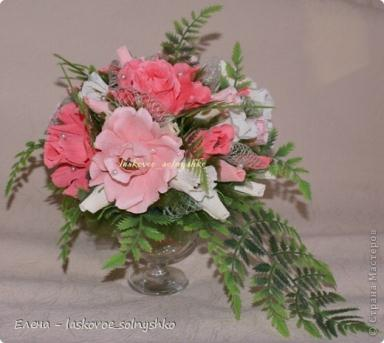 laskovoe_solnyshko
Елена - laskovoe_solnyshko
© Страна Мастеров